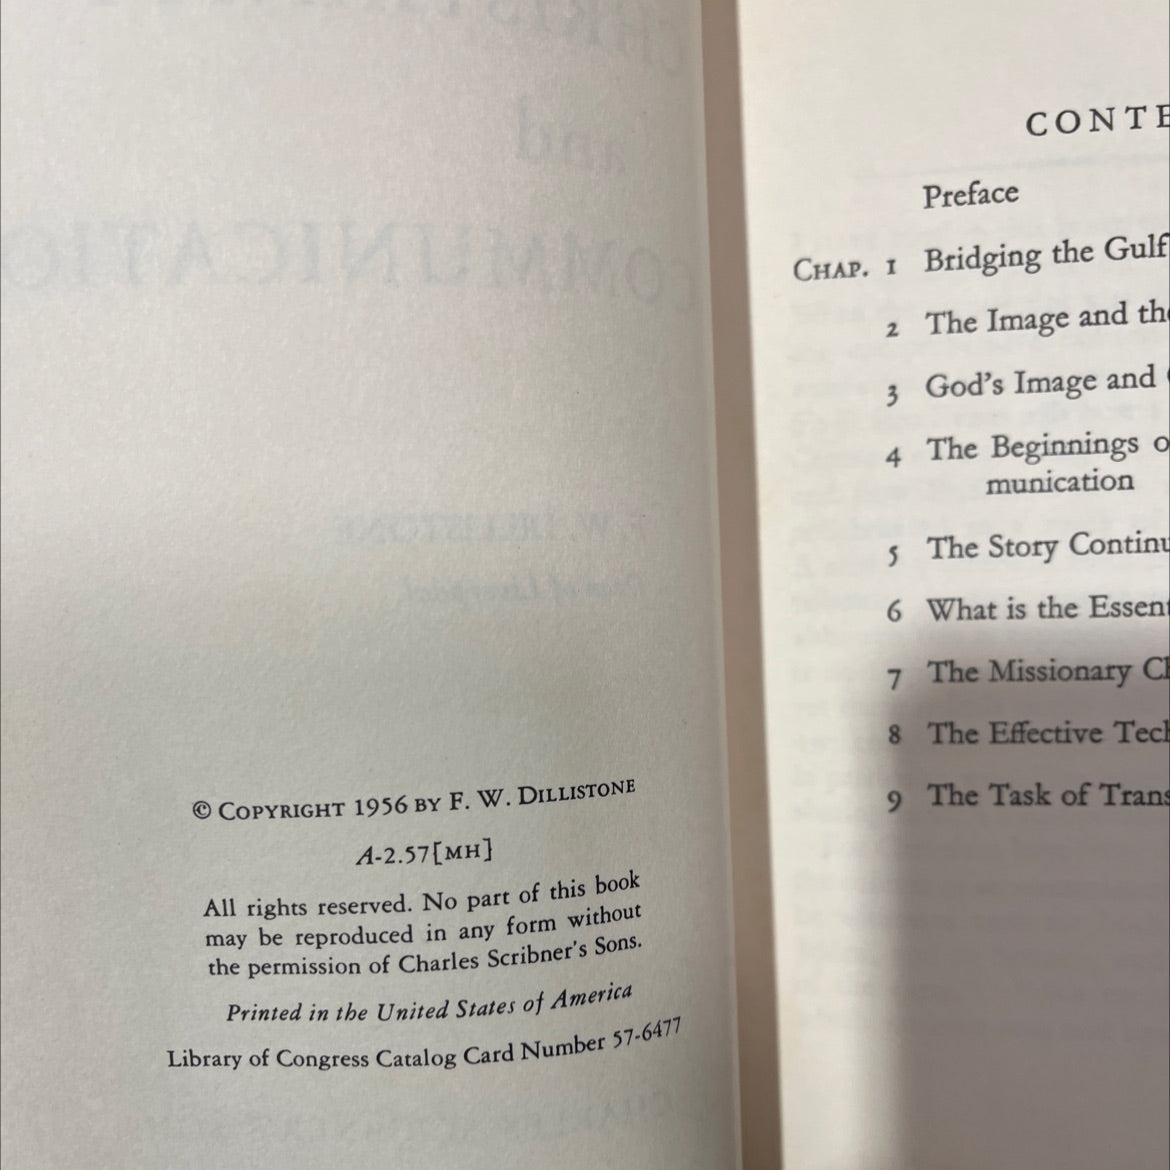 © COPYRIGHT 1956 BY F. W. DILLISTONE
A-2.57[MH]
All rights reserved. No part of this book
may be reproduced in any form without
the permission of Charles Scribner's Sons.
Printed in the United States of America
Library of Congress Catalog Card Number 57-6477
CONTE
Preface
CHAP. 1 Bridging the Gulf
2 The Image and the
3 God's Image and
4 The Beginnings o
munication
5 The Story Continu
6 What is the Essent
7 The Missionary Ch
8 The Effective Tech
9 The Task of Trans